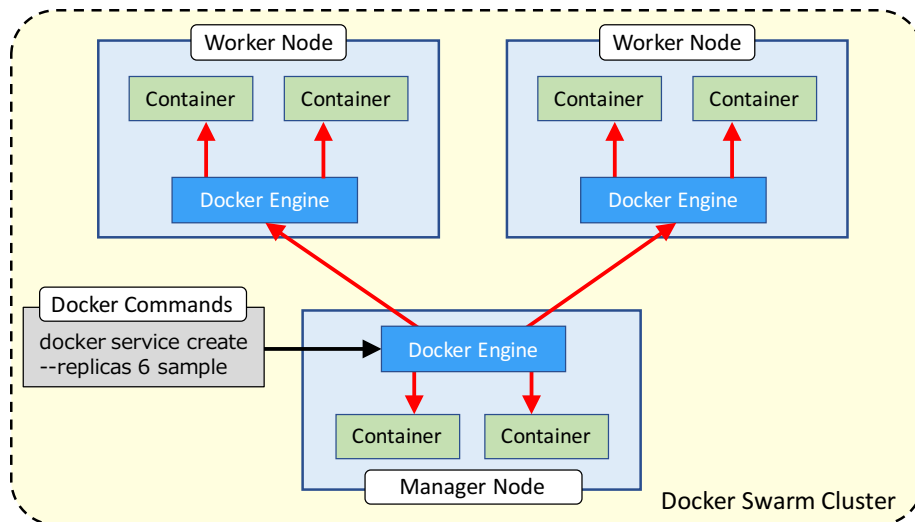 Worker Node
Container
Container
Docker Engine
Worker Node
Container
Container
Docker Engine
Docker Commands
docker service create
--replicas 6 sample
Docker Engine
Container
Container
Manager Node
Docker Swarm Cluster